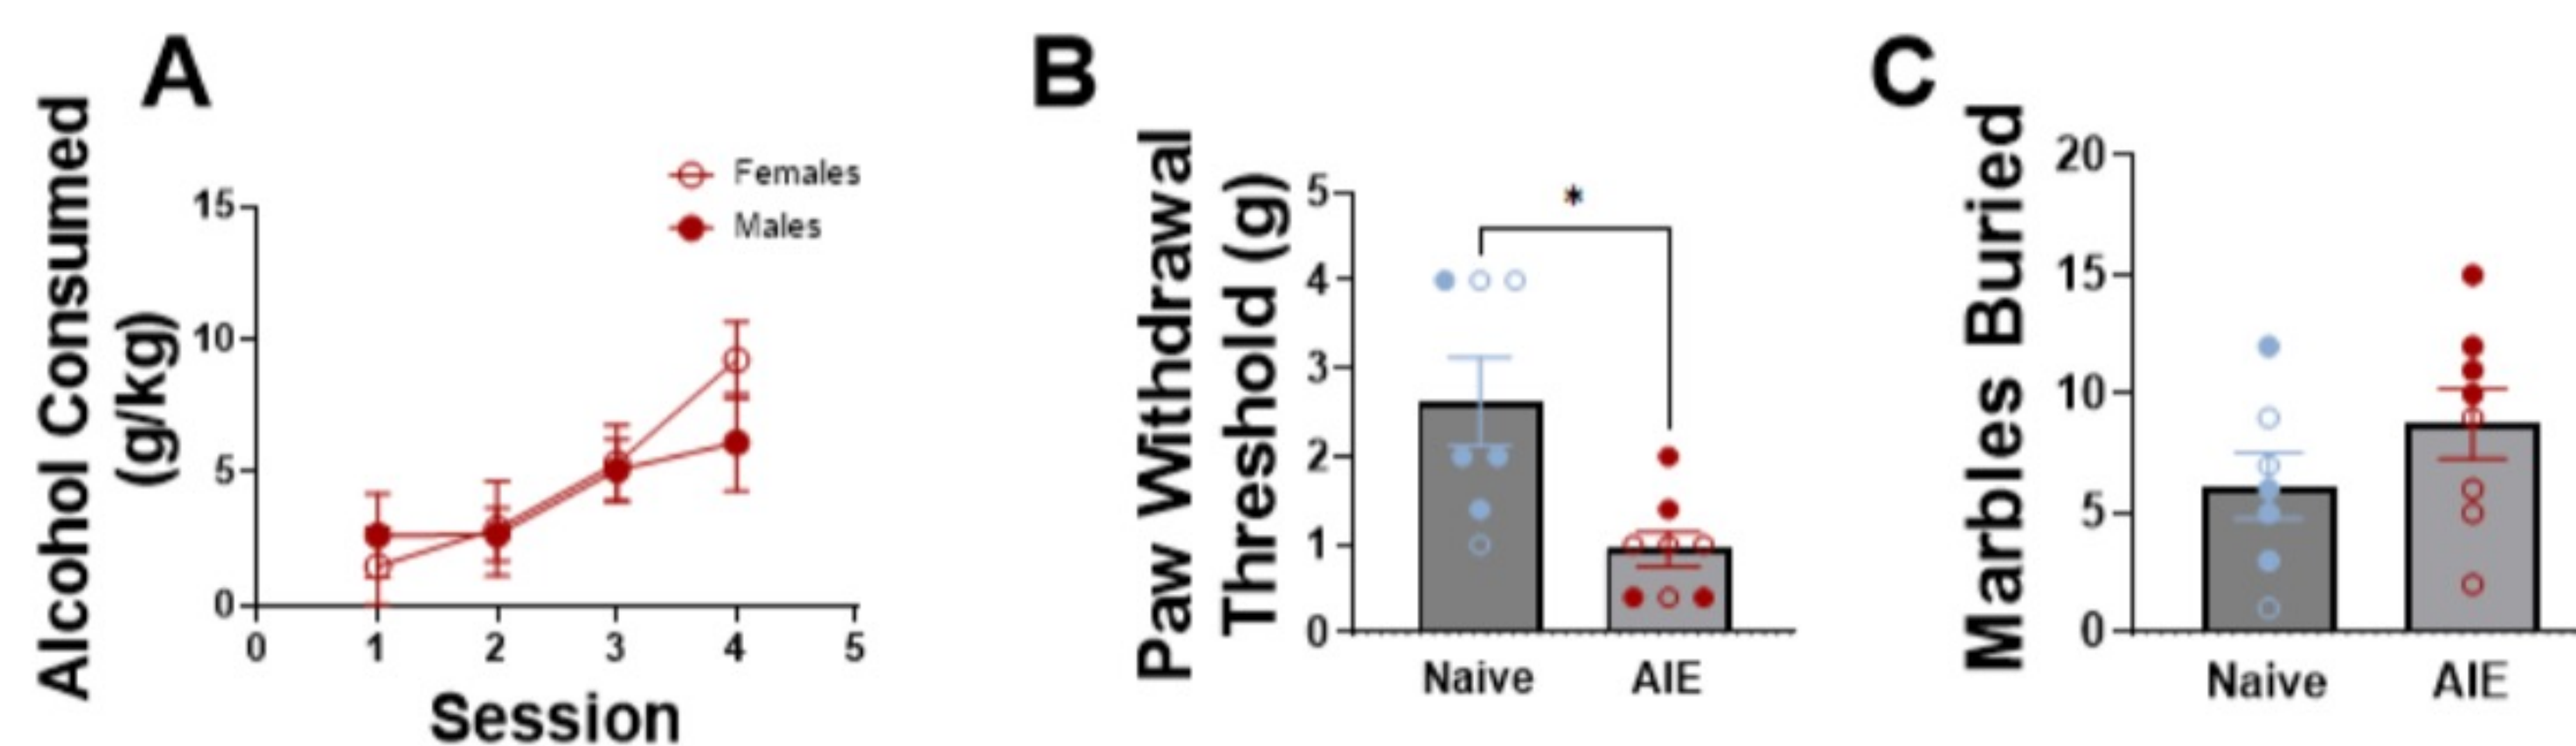 A
Alcohol Consumed
(g/kg)
15
10
5
0
0 1 2 3 4 5
Session
Females
Males
B
Paw Withdrawal
Threshold (g)
5
4
3
2
1
0
*
Naive AIE
C
Marbles Buried
20
15
10
5
0
Naive AIE